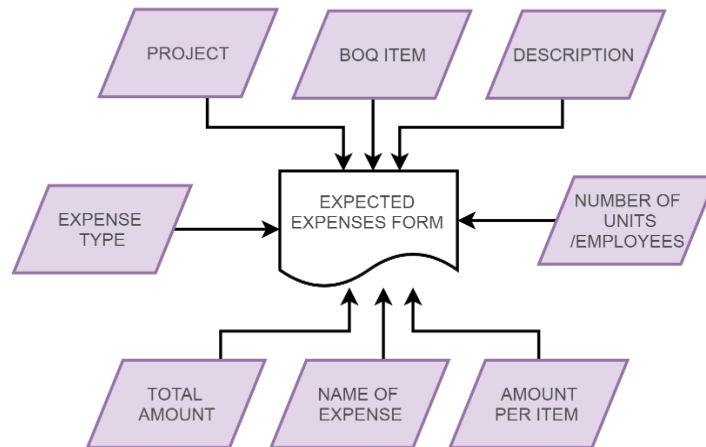 PROJECT
BOQ ITEM
DESCRIPTION
EXPENSE
TYPE
EXPECTED
EXPENSES FORM
NUMBER OF
UNITS
/EMPLOYEES
TOTAL
AMOUNT
NAME OF
EXPENSE
AMOUNT
PER ITEM